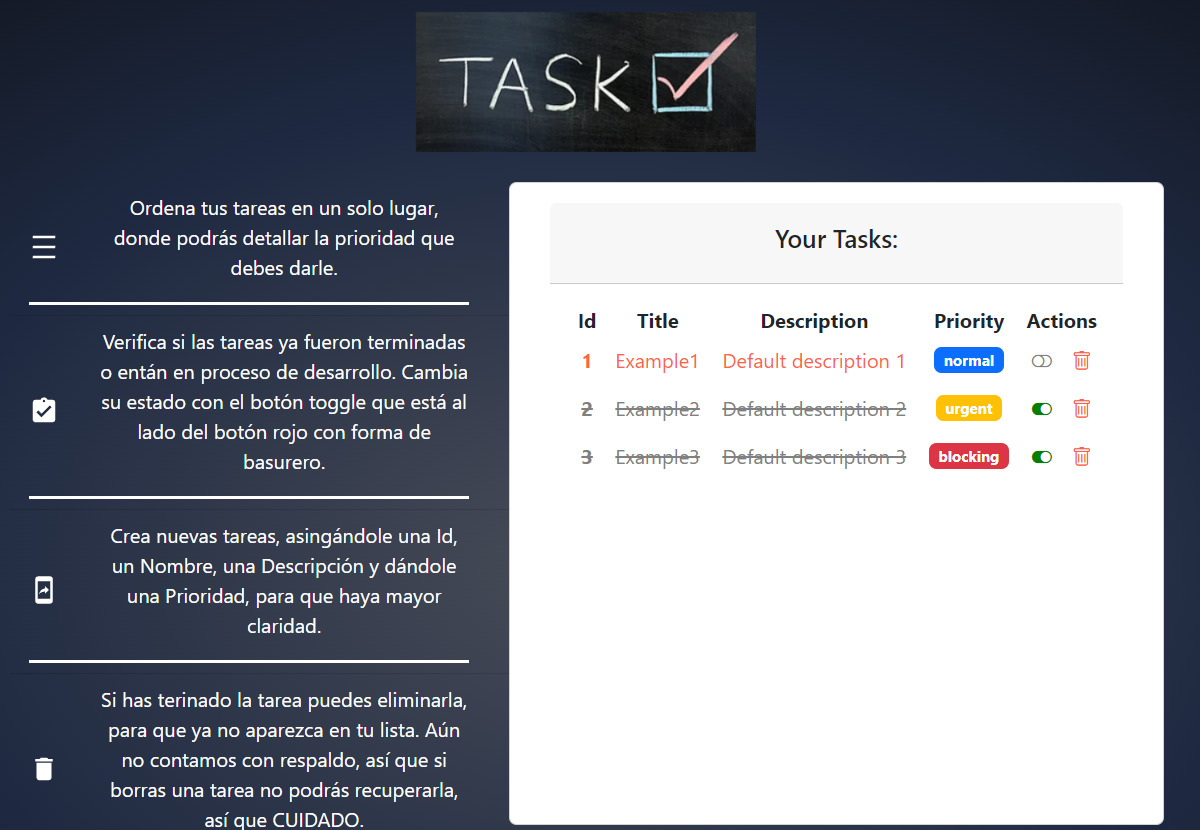 TASK
Ordena tus tareas en un solo lugar,
donde podrás detallar la prioridad que
debes darle.
Verifica si las tareas ya fueron terminadas
o entán en proceso de desarrollo. Cambia
su estado con el botón toggle que está al
lado del botón rojo con forma de
basurero.
Crea nuevas tareas, asingándole una Id,
un Nombre, una Descripción y dándole
una Prioridad, para que haya mayor
claridad.
Si has terinado la tarea puedes eliminarla,
para que ya no aparezca en tu lista. Aún
no contamos con respaldo, así que si
borras una tarea no podrás recuperarla,
así que CUIDADO.
Your Tasks:
Id Title Description Priority Actions
1 Example1 Default description 1 normal
2 Example2 Default description 2 urgent
3 Example3 Default description 3 blocking